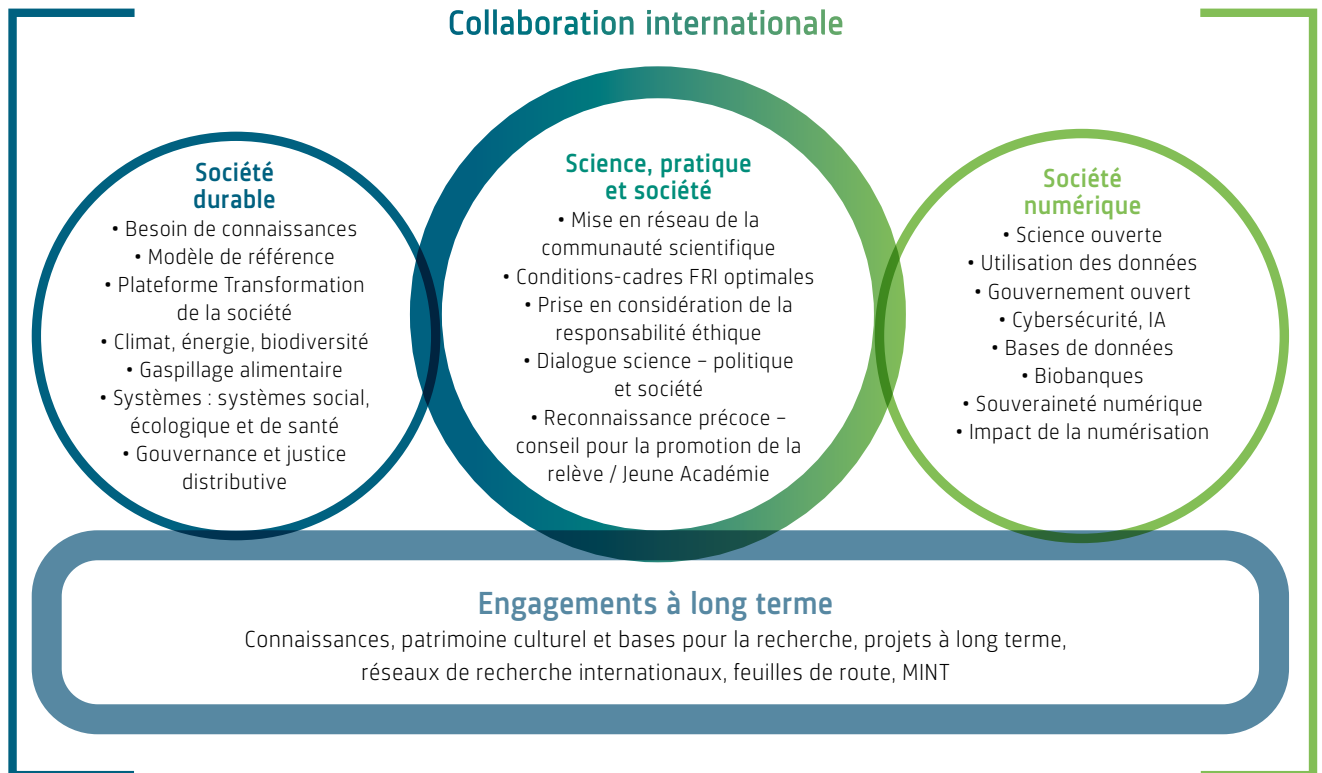 Collaboration internationale
Société
durable
• Besoin de connaissances
• Modèle de référence
• Plateforme Transformation
de la société
• Climat, énergie, biodiversité
• Gaspillage alimentaire
• Systèmes : systèmes social,
écologique et de santé
• Gouvernance et justice
distributive
Science, pratique
et société
• Mise en réseau de la
communauté scientifique
• Conditions-cadres FRI optimales
• Prise en considération de la
responsabilité éthique
• Dialogue science – politique
et société
• Reconnaissance précoce –
conseil pour la promotion de la
relève / Jeune Académie
Société
numérique
• Science ouverte
• Utilisation des données
• Gouvernement ouvert
• Cybersécurité, IA
• Bases de données
• Biobanques
• Souveraineté numérique
• Impact de la numérisation
Engagements à long terme
Connaissances, patrimoine culturel et bases pour la recherche, projets à long terme,
réseaux de recherche internationaux, feuilles de route, MINT